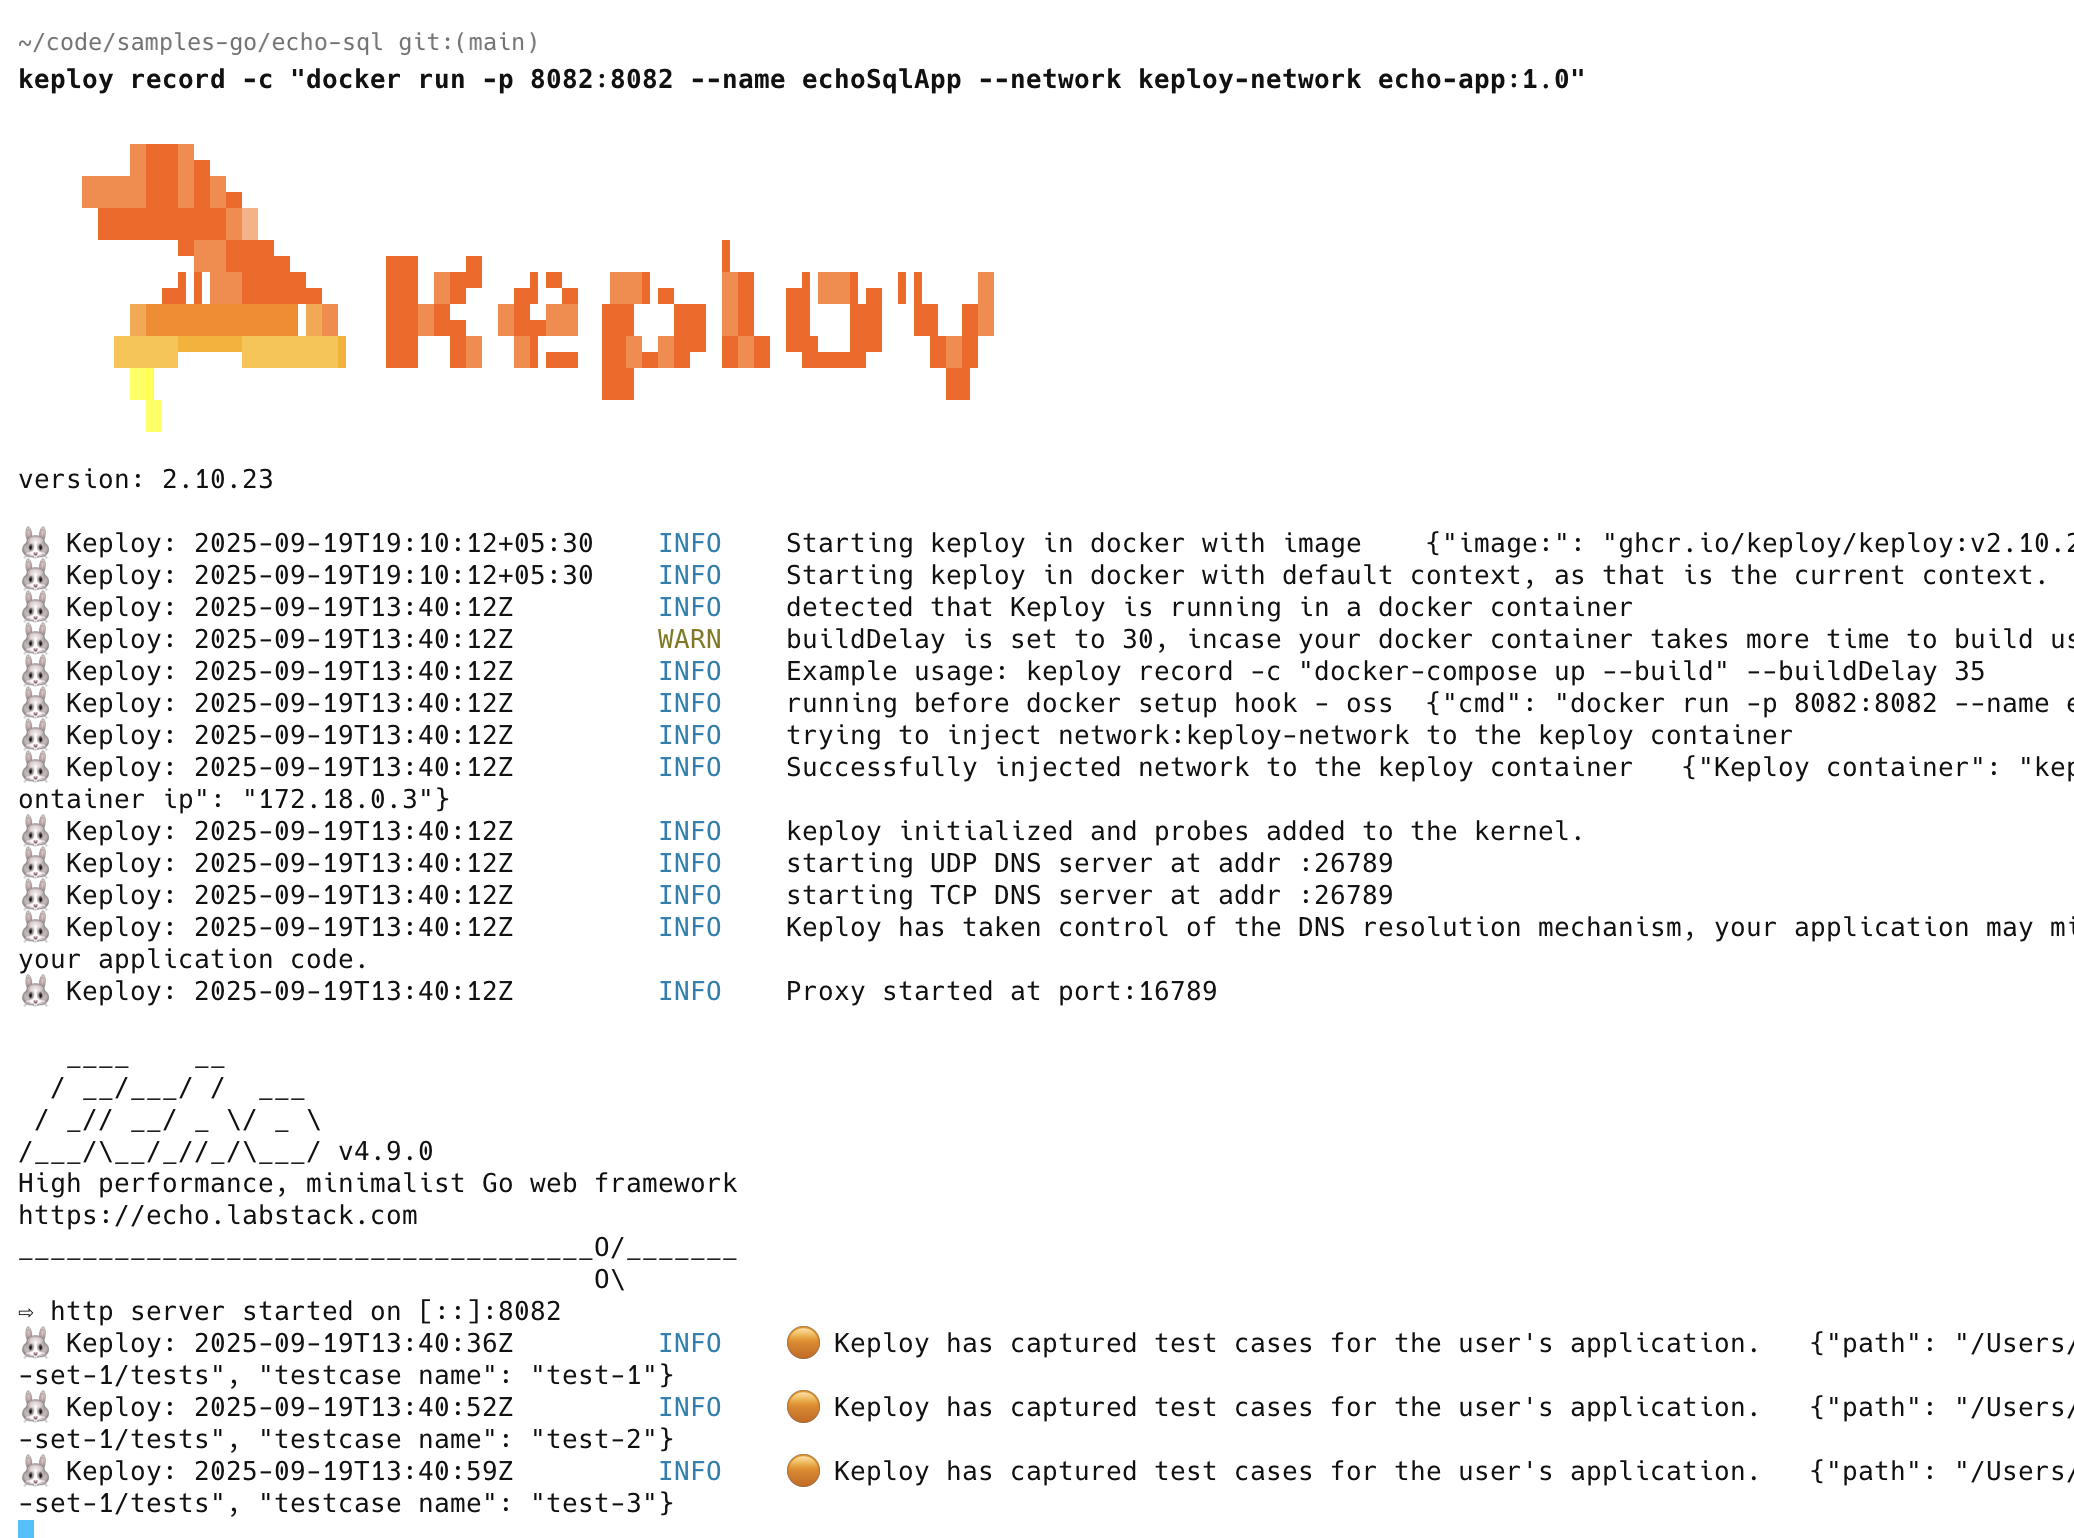 ~/code/samples-go/echo-sql git:(main)
keploy record -c "docker run -p 8082:8082 --name echoSqlApp --network keploy-network echo-app:1.0"
Keploy
version: 2.10.23
🐰 Keploy: 2025-09-19T19:10:12+05:30    INFO    Starting keploy in docker with image    {"image:": "ghcr.io/keploy/keploy:v2.10.2
🐰 Keploy: 2025-09-19T19:10:12+05:30    INFO    Starting keploy in docker with default context, as that is the current context.
🐰 Keploy: 2025-09-19T13:40:12Z         INFO    detected that Keploy is running in a docker container
🐰 Keploy: 2025-09-19T13:40:12Z         WARN    buildDelay is set to 30, incase your docker container takes more time to build us
🐰 Keploy: 2025-09-19T13:40:12Z         INFO    Example usage: keploy record -c "docker-compose up --build" --buildDelay 35
🐰 Keploy: 2025-09-19T13:40:12Z         INFO    running before docker setup hook - oss  {"cmd": "docker run -p 8082:8082 --name e
🐰 Keploy: 2025-09-19T13:40:12Z         INFO    trying to inject network:keploy-network to the keploy container
🐰 Keploy: 2025-09-19T13:40:12Z         INFO    Successfully injected network to the keploy container   {"Keploy container": "kep
ontainer ip": "172.18.0.3"}
🐰 Keploy: 2025-09-19T13:40:12Z         INFO    keploy initialized and probes added to the kernel.
🐰 Keploy: 2025-09-19T13:40:12Z         INFO    starting UDP DNS server at addr :26789
🐰 Keploy: 2025-09-19T13:40:12Z         INFO    starting TCP DNS server at addr :26789
🐰 Keploy: 2025-09-19T13:40:12Z         INFO    Keploy has taken control of the DNS resolution mechanism, your application may mi
your application code.
🐰 Keploy: 2025-09-19T13:40:12Z         INFO    Proxy started at port:16789
   ____    __
  / __/___/ /  ___
 / _// __/ _ \/ _ \
/___/\__/_//_/\___/ v4.9.0
High performance, minimalist Go web framework
https://echo.labstack.com
____________________________________O/_______
                                    O\
⇨ http server started on [::]:8082
🐰 Keploy: 2025-09-19T13:40:36Z         INFO    🟠 Keploy has captured test cases for the user's application.   {"path": "/Users/
-set-1/tests", "testcase name": "test-1"}
🐰 Keploy: 2025-09-19T13:40:52Z         INFO    🟠 Keploy has captured test cases for the user's application.   {"path": "/Users/
-set-1/tests", "testcase name": "test-2"}
🐰 Keploy: 2025-09-19T13:40:59Z         INFO    🟠 Keploy has captured test cases for the user's application.   {"path": "/Users/
-set-1/tests", "testcase name": "test-3"}